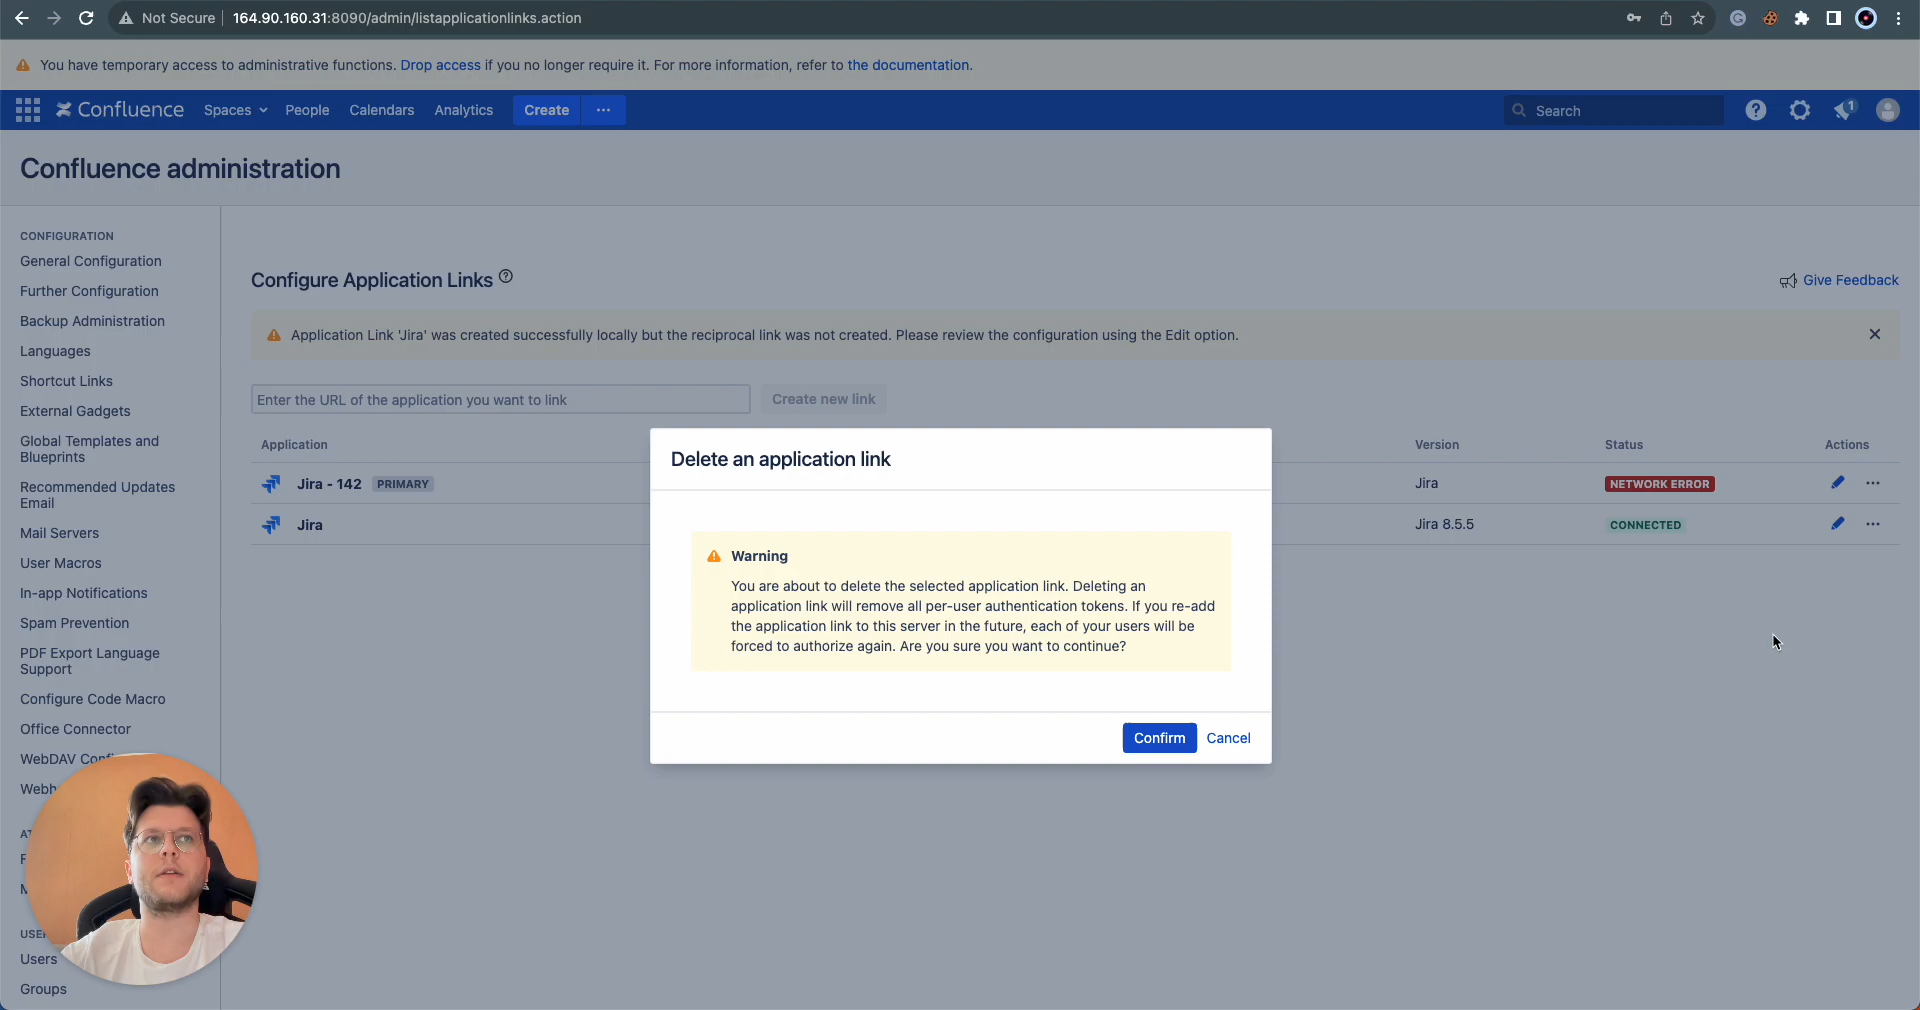 Not Secure
164.90.160.31:8090/admin/listapplicationlinks.action
You have temporary access to administrative functions. Drop access if you no longer require it. For more information, refer to the documentation.
Confluence
Spaces
People
Calendars
Analytics
Create
Search
1
Confluence administration
CONFIGURATION
General Configuration
Further Configuration
Backup Administration
Languages
Shortcut Links
External Gadgets
Global Templates and
Blueprints
Recommended Updates
Email
Mail Servers
User Macros
In-app Notifications
Spam Prevention
PDF Export Language
Support
Configure Code Macro
Office Connector
WebDAV
Users
Groups
Configure Application Links
Give Feedback
Application Link 'Jira' was created successfully locally but the reciprocal link was not created. Please review the configuration using the Edit option.
Enter the URL of the application you want to link
Create new link
Application
Version
Status
Actions
Jira - 142 PRIMARY
Jira
NETWORK ERROR
Jira
Jira 8.5.5
CONNECTED
Delete an application link
Warning
You are about to delete the selected application link. Deleting an
application link will remove all per-user authentication tokens. If you re-add
the application link to this server in the future, each of your users will be
forced to authorize again. Are you sure you want to continue?
Confirm
Cancel